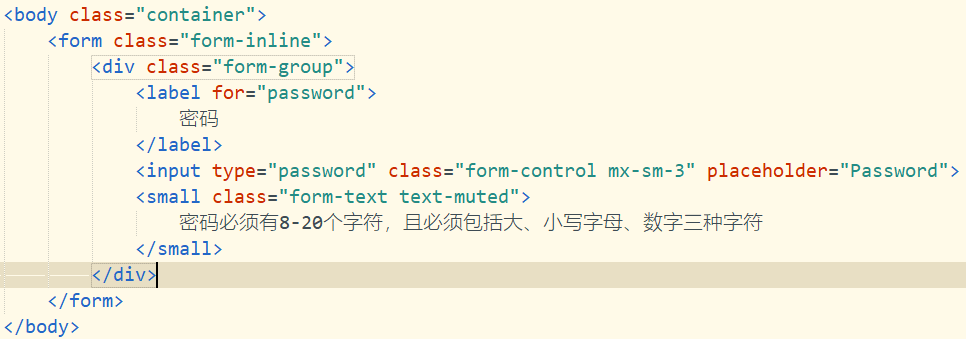 <body class="container">
<form class="form-inline">
<div class="form-group">
<label for="password">
密码
</label>
<input type="password" class="form-control mx-sm-3" placeholder="Password">
<small class="form-text text-muted">
密码必须有8-20个字符，且必须包括大、小写字母、数字三种字符
</small>
</div>
</form>
</body>